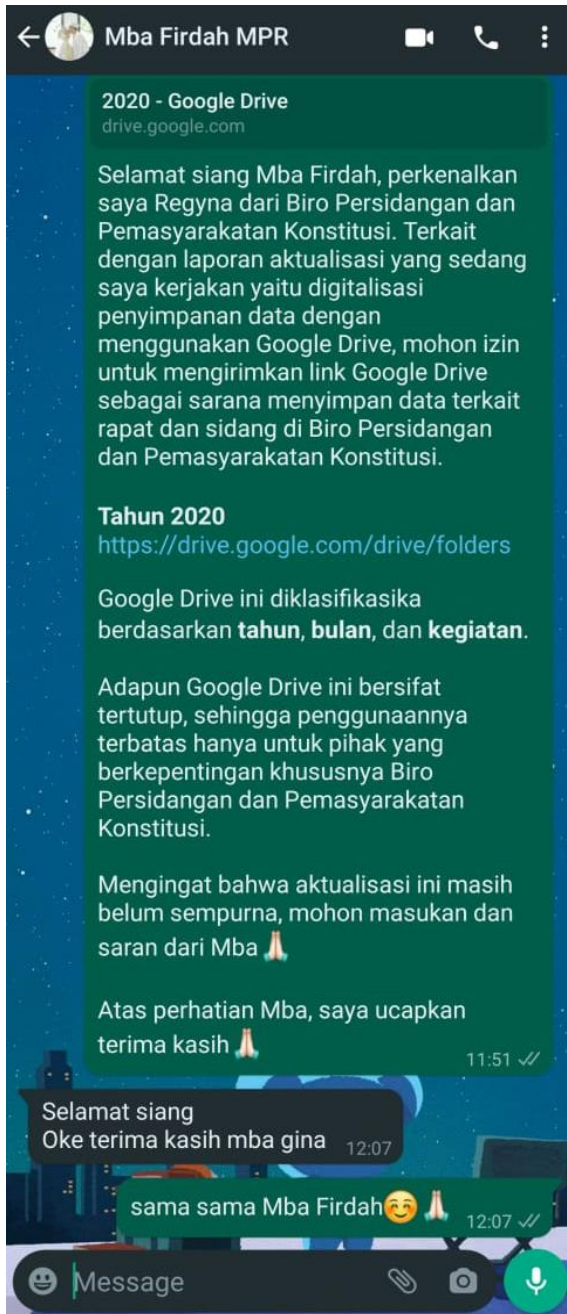 Mba Firdah MPR
2020 - Google Drive
drive.google.com
Selamat siang Mba Firdah, perkenalkan
saya Regyna dari Biro Persidangan dan
Pemasyarakatan Konstitusi. Terkait
dengan laporan aktualisasi yang sedang
saya kerjakan yaitu digitalisasi
penyimpanan data dengan
menggunakan Google Drive, mohon izin
untuk mengirimkan link Google Drive
sebagai sarana menyimpan data terkait
rapat dan sidang di Biro Persidangan
dan Pemasyarakatan Konstitusi.
Tahun 2020
https://drive.google.com/drive/folders
Google Drive ini diklasifikasika
berdasarkan tahun, bulan, dan kegiatan.
Adapun Google Drive ini bersifat
tertutup, sehingga penggunaannya
terbatas hanya untuk pihak yang
berkepentingan khususnya Biro
Persidangan dan Pemasyarakatan
Konstitusi.
Mengingat bahwa aktualisasi ini masih
belum sempurna, mohon masukan dan
saran dari Mba 🙏🏻
Atas perhatian Mba, saya ucapkan
terima kasih 🙏🏻
11:51
Selamat siang
Oke terima kasih mba gina 12:07
sama sama Mba Firdah☺️🙏🏻 12:07
Message